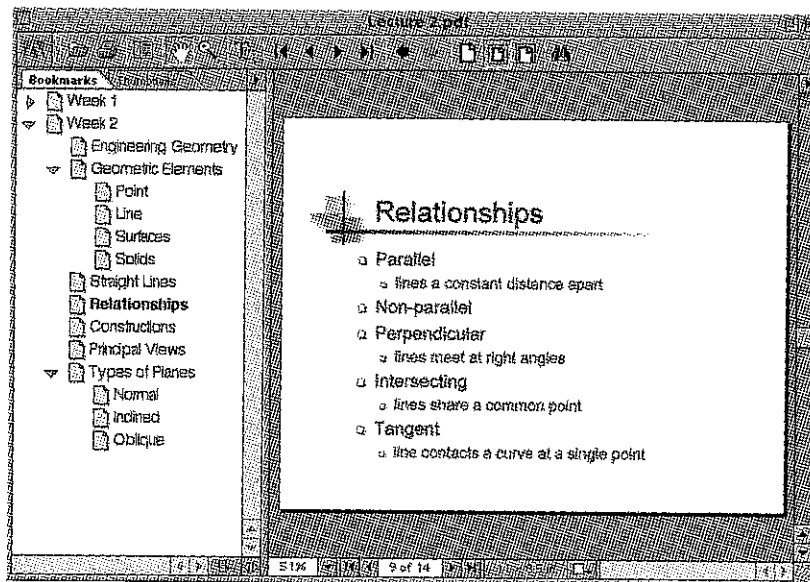 Lecture 2.pdf
Bookmarks Thumbnails
Week 1
Week 2
Engineering Geometry
Geometric Elements
Point
Line
Surfaces
Solids
Straight Lines
Relationships
Constructions
Principal Views
Types of Planes
Normal
Inclined
Oblique
Relationships
Parallel
lines a constant distance apart
Non-parallel
Perpendicular
lines meet at right angles
Intersecting
lines share a common point
Tangent
line contacts a curve at a single point
51% 9 of 14